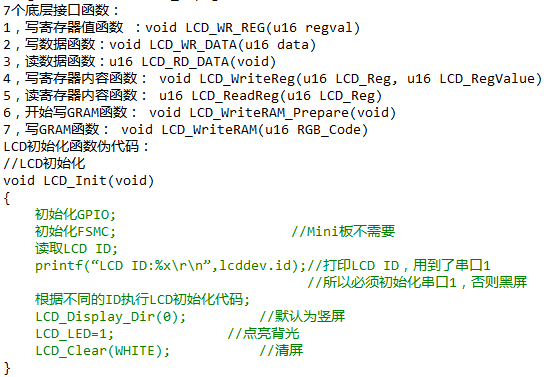 7个底层接口函数：
1，写寄存器值函数 ：void LCD_WR_REG(u16 regval)
2，写数据函数：void LCD_WR_DATA(u16 data)
3，读数据函数：u16 LCD_RD_DATA(void)
4，写寄存器内容函数： void LCD_WriteReg(u16 LCD_Reg, u16 LCD_RegValue)
5，读寄存器内容函数： u16 LCD_ReadReg(u16 LCD_Reg)
6，开始写GRAM函数： void LCD_WriteRAM_Prepare(void)
7，写GRAM函数： void LCD_WriteRAM(u16 RGB_Code)
LCD初始化函数伪代码：
//LCD初始化
void LCD_Init(void)
{
初始化GPIO;
初始化FSMC; //Mini板不需要
读取LCD ID;
printf(“LCD ID:%x\r\n”,lcddev.id);//打印LCD ID，用到了串口1
//所以必须初始化串口1，否则黑屏
根据不同的ID执行LCD初始化代码;
LCD_Display_Dir(0); //默认为竖屏
LCD_LED=1; //点亮背光
LCD_Clear(WHITE); //清屏
}